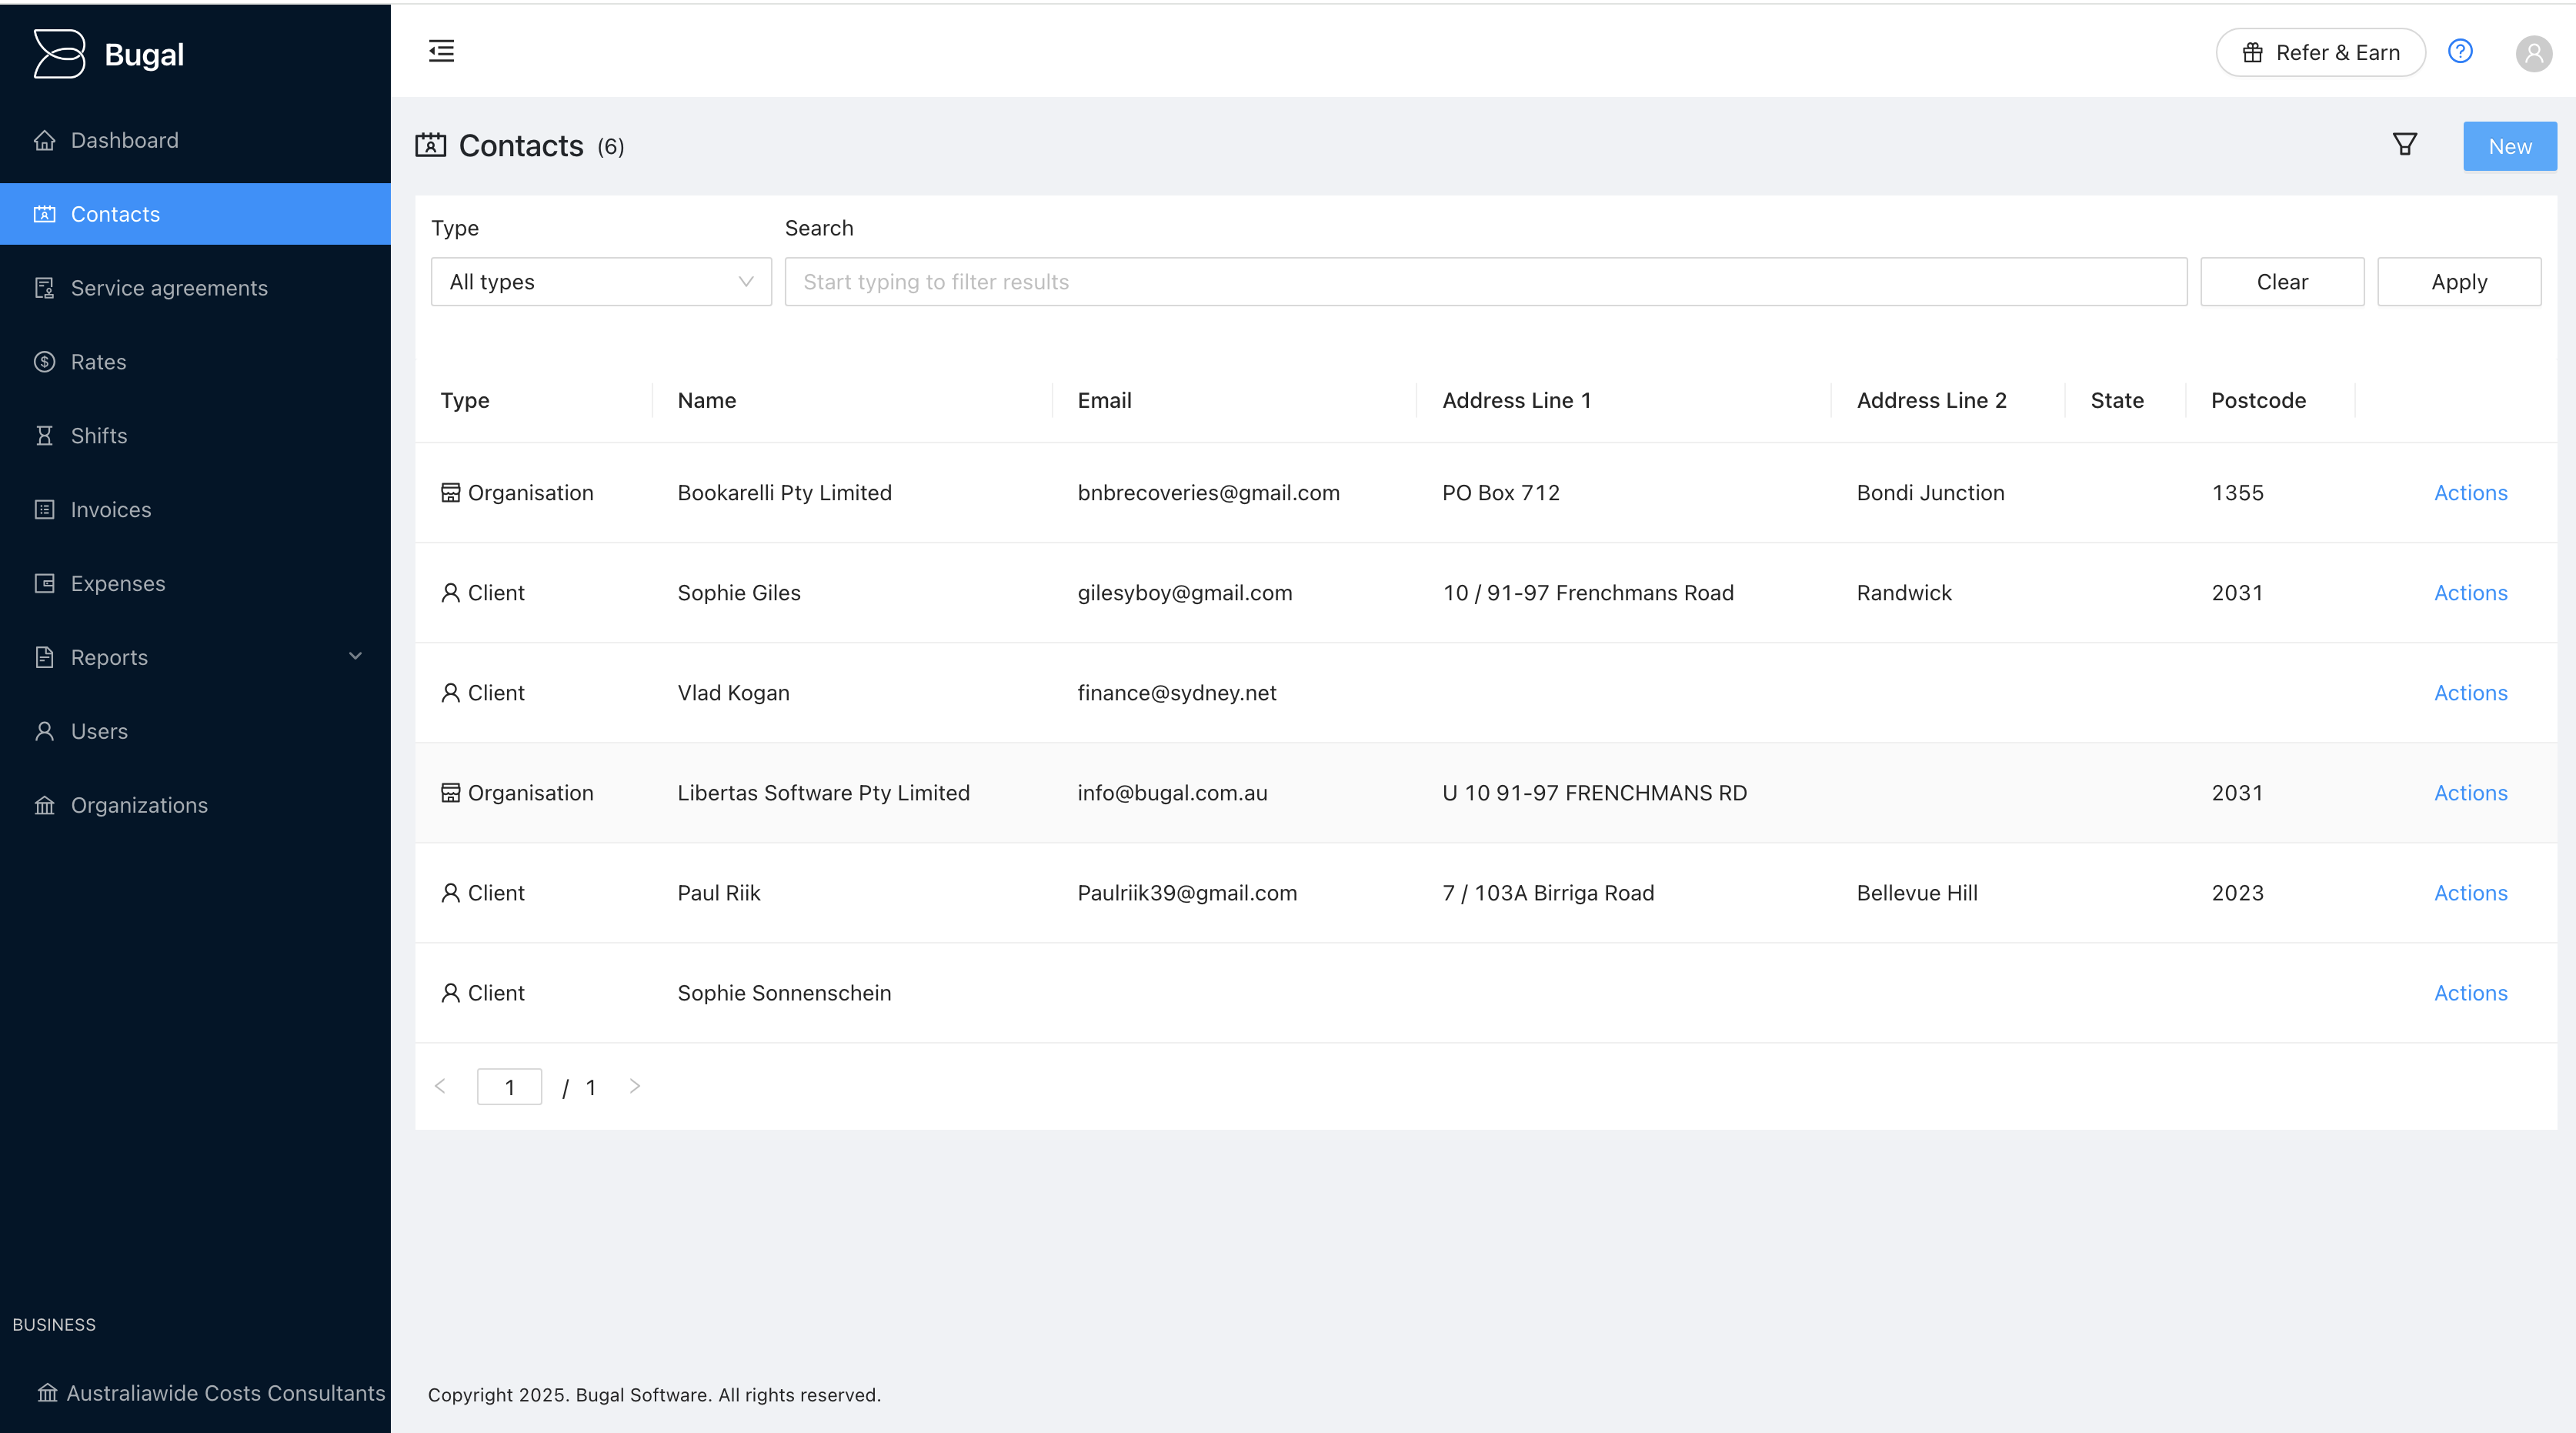 Bugal
Refer & Earn
Dashboard
Contacts
Service agreements
Rates
Shifts
Invoices
Expenses
Reports
Users
Organizations
BUSINESS
Australiawide Costs Consultants
Contacts (6)
New
Type Search
All types Start typing to filter results Clear Apply
Type Name Email Address Line 1 Address Line 2 State Postcode
Organisation Bookarelli Pty Limited bnbrecoveries@gmail.com PO Box 712 Bondi Junction 1355 Actions
Client Sophie Giles gilesyboy@gmail.com 10 / 91-97 Frenchmans Road Randwick 2031 Actions
Client Vlad Kogan finance@sydney.net Actions
Organisation Libertas Software Pty Limited info@bugal.com.au U 10 91-97 FRENCHMANS RD 2031 Actions
Client Paul Riik Paulriik39@gmail.com 7 / 103A Birriga Road Bellevue Hill 2023 Actions
Client Sophie Sonnenschein Actions
1 / 1
Copyright 2025. Bugal Software. All rights reserved.